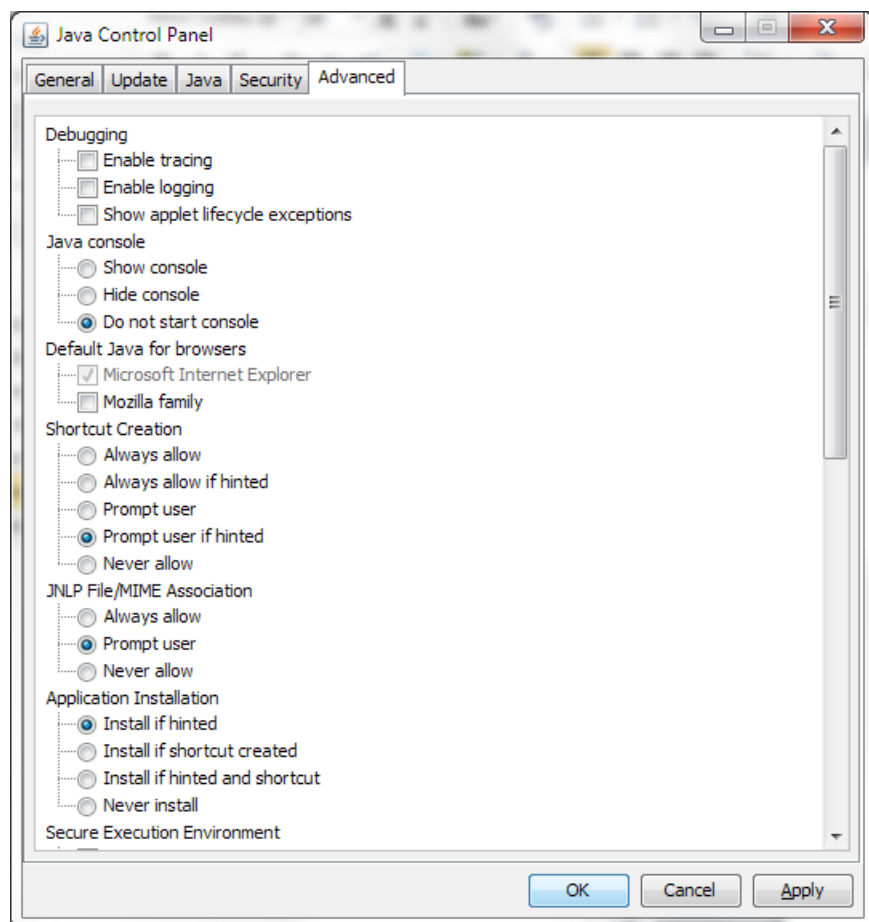 Java Control Panel
General Update Java Security Advanced
Debugging
Enable tracing
Enable logging
Show applet lifecycle exceptions
Java console
Show console
Hide console
Do not start console
Default Java for browsers
Microsoft Internet Explorer
Mozilla family
Shortcut Creation
Always allow
Always allow if hinted
Prompt user
Prompt user if hinted
Never allow
JNLP File/MIME Association
Always allow
Prompt user
Never allow
Application Installation
Install if hinted
Install if shortcut created
Install if hinted and shortcut
Never install
Secure Execution Environment
OK Cancel Apply